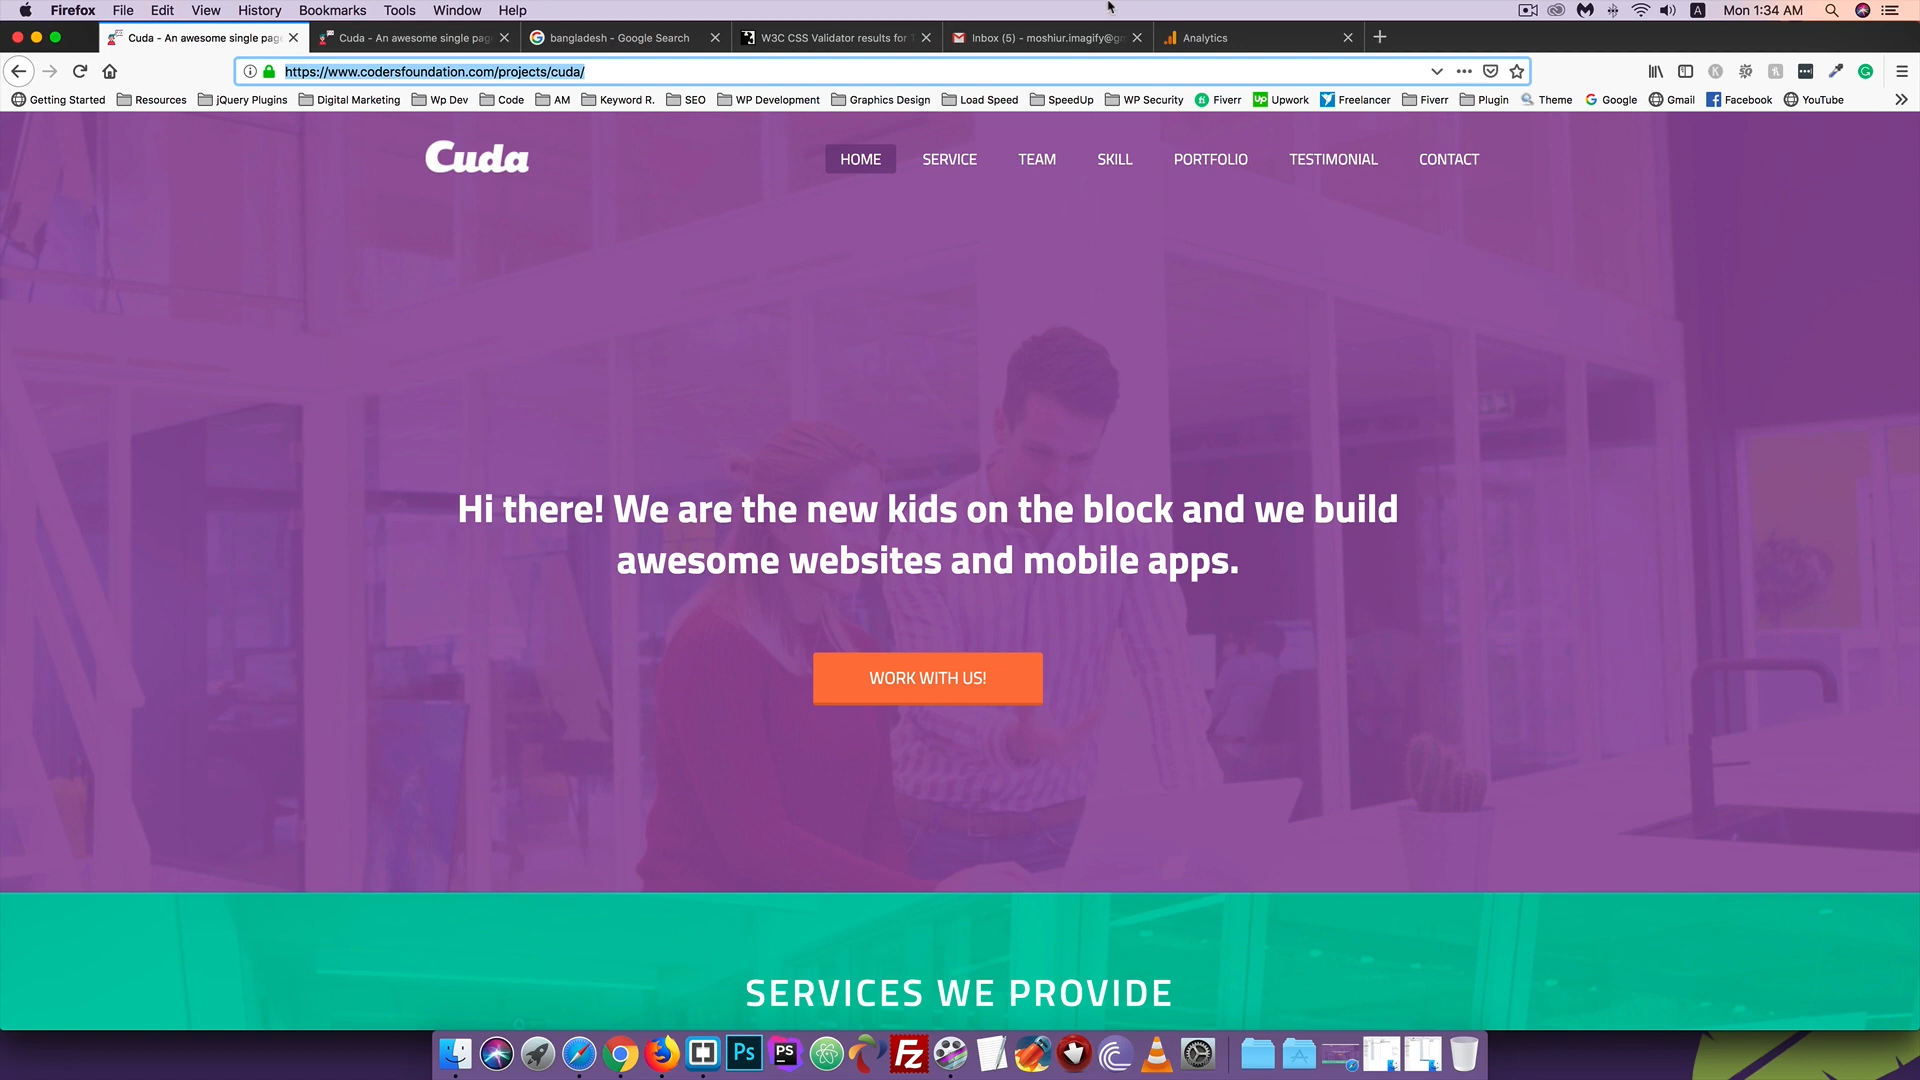 Firefox File Edit View History Bookmarks Tools Window Help
Mon 1:34 AM
Cuda - An awesome single pag
Cuda - An awesome single pag
bangladesh - Google Search
W3C CSS Validator results for
Inbox (5) - moshiur.imagify@g
Analytics
https://www.codersfoundation.com/projects/cuda/
Getting Started Resources jQuery Plugins Digital Marketing Wp Dev Code AM Keyword R. SEO WP Development Graphics Design Load Speed SpeedUp WP Security Fiverr Upwork Freelancer Fiverr Plugin Theme Google Gmail Facebook YouTube
Cuda
HOME SERVICE TEAM SKILL PORTFOLIO TESTIMONIAL CONTACT
Hi there! We are the new kids on the block and we build
awesome websites and mobile apps.
WORK WITH US!
SERVICES WE PROVIDE
Ps
PS
Fz